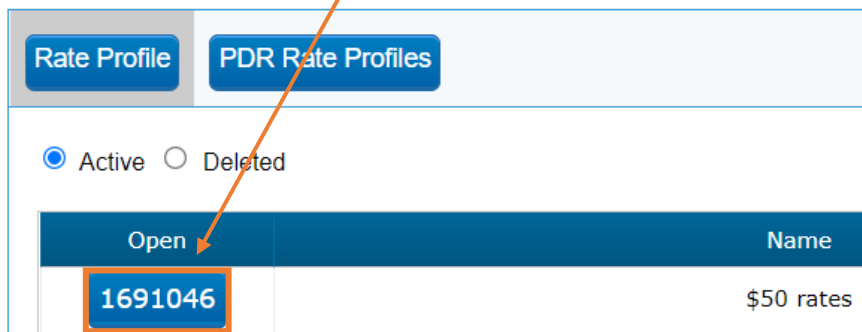 Rate Profile PDR Rate Profiles
Active Deleted
Open Name
1691046 $50 rates